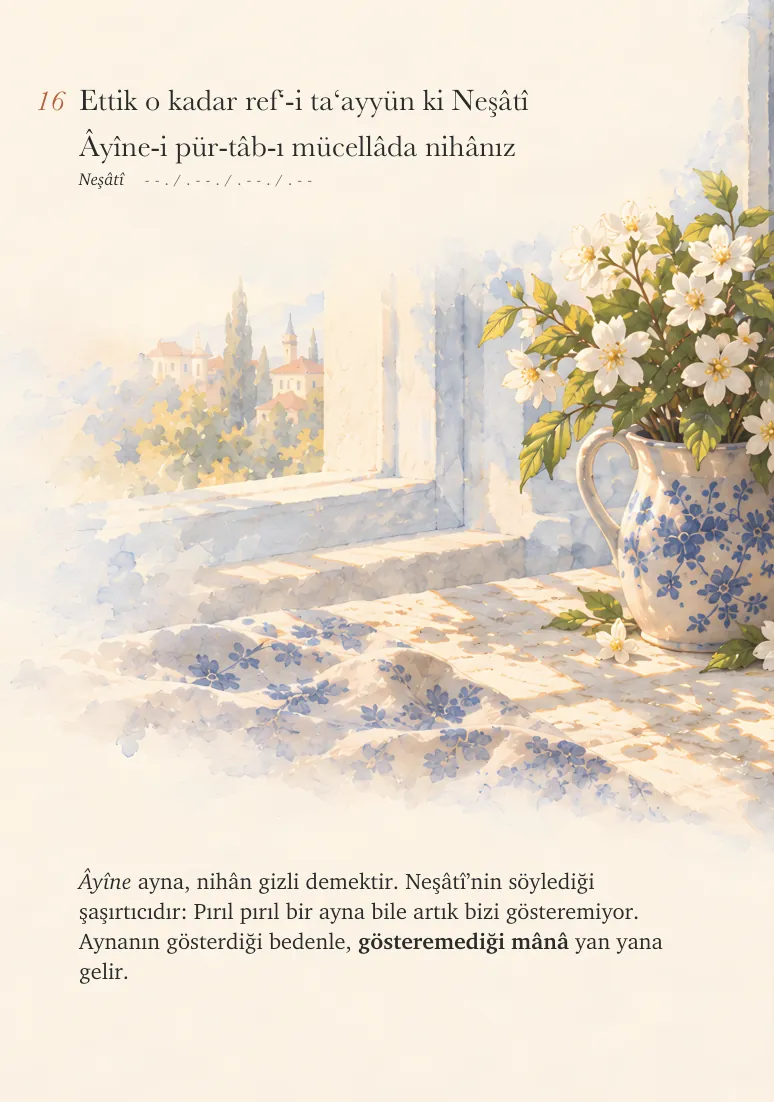 16 Ettik o kadar ref‘-i ta‘ayyün ki Neşâtî
Âyîne-i pür-tâb-ı mücellâda nihânız
Neşâtî - - . / . - - . / . - - . / . - -
Âyîne ayna, nihân gizli demektir. Neşâtî’nin söylediği
şaşırtıcıdır: Pırıl pırıl bir ayna bile artık bizi gösteremiyor.
Aynanın gösterdiği bedenle, gösteremediği mânâ yan yana
gelir.